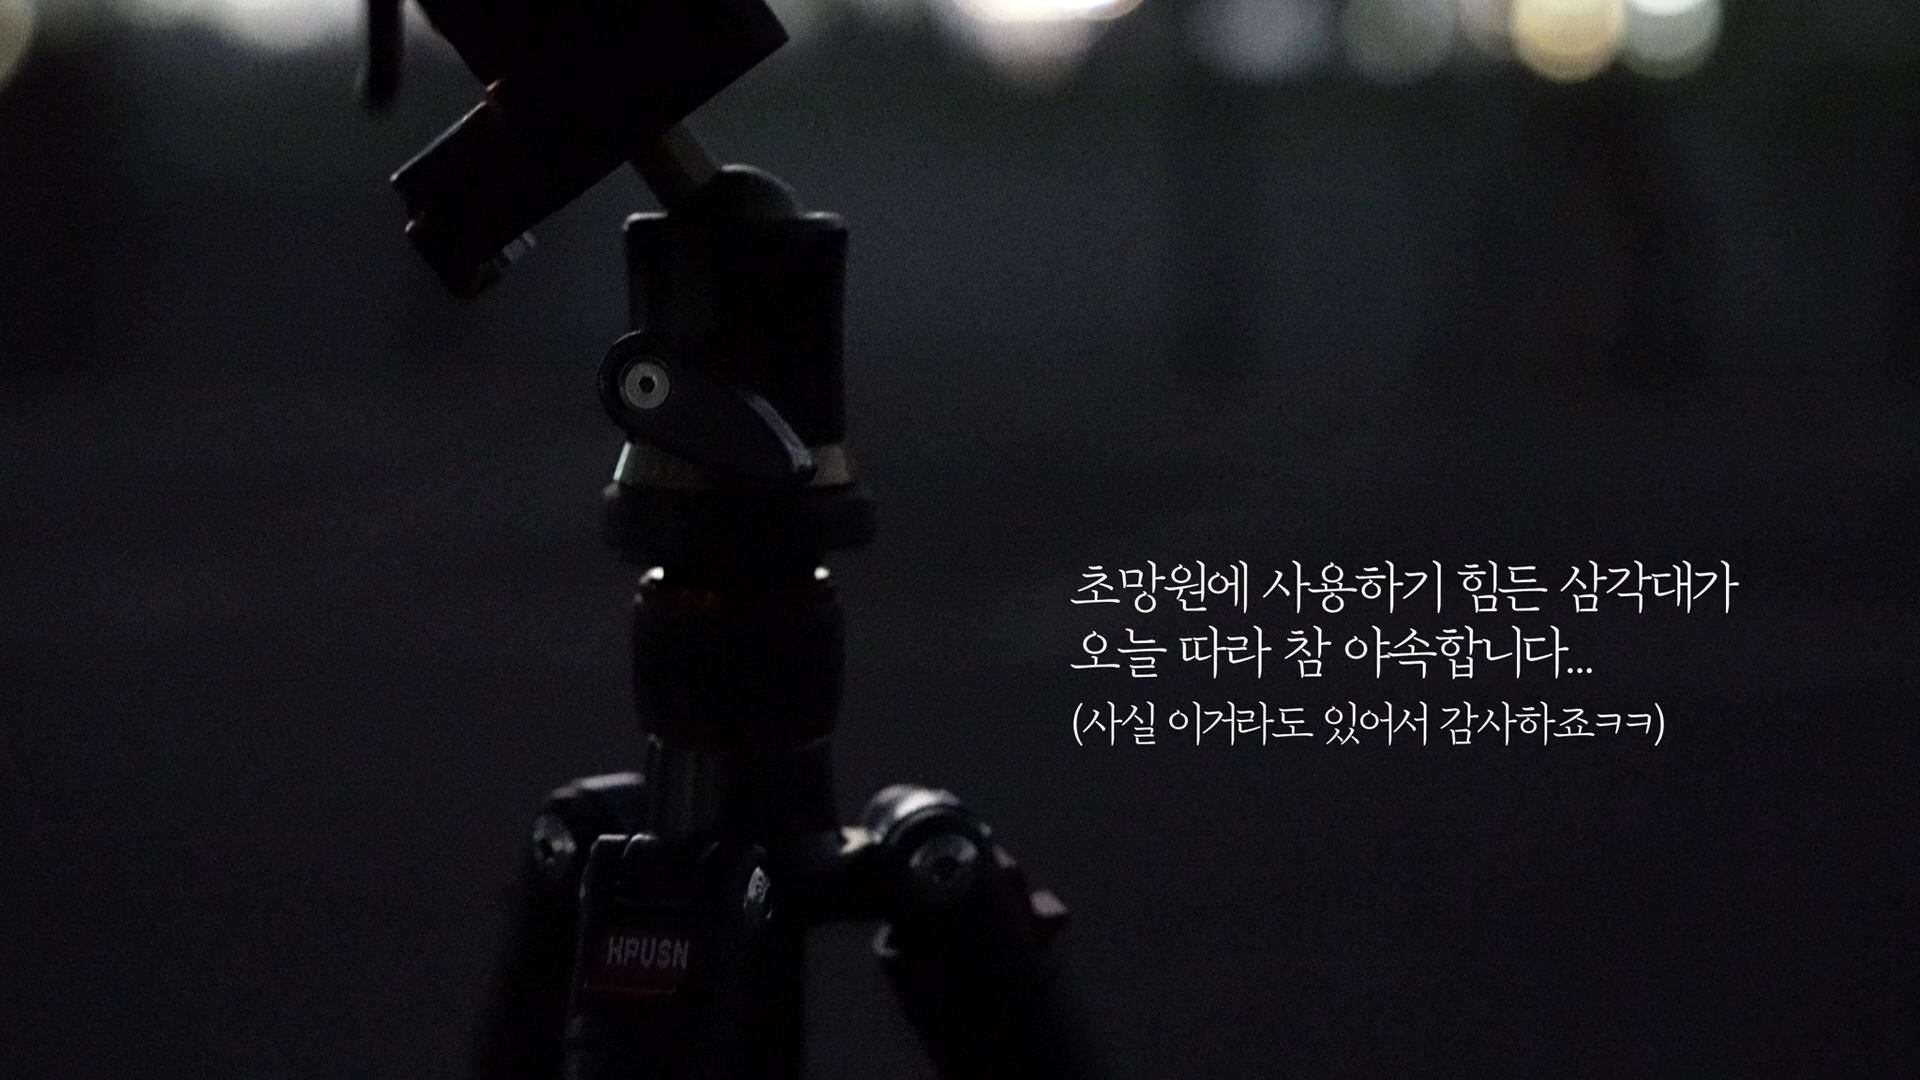 초망원에 사용하기 힘든 삼각대가
오늘 따라 참 야속합니다...
(사실 이거라도 있어서 감사하죠ㅋㅋ)
HPUSN